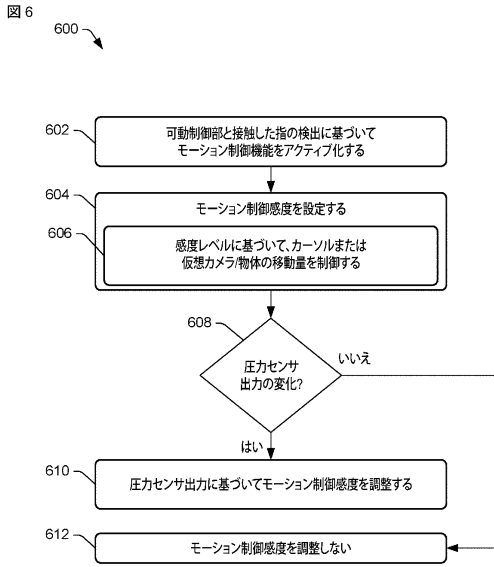 図6
600
602
可動制御部と接触した指の検出に基づいて
モーション制御機能をアクティブ化する
604
モーション制御感度を設定する
606
感度レベルに基づいて、カーソルまたは
仮想カメラ/物体の移動量を制御する
608
圧力センサ
出力の変化?
いいえ
はい
610
圧力センサ出力に基づいてモーション制御感度を調整する
612
モーション制御感度を調整しない